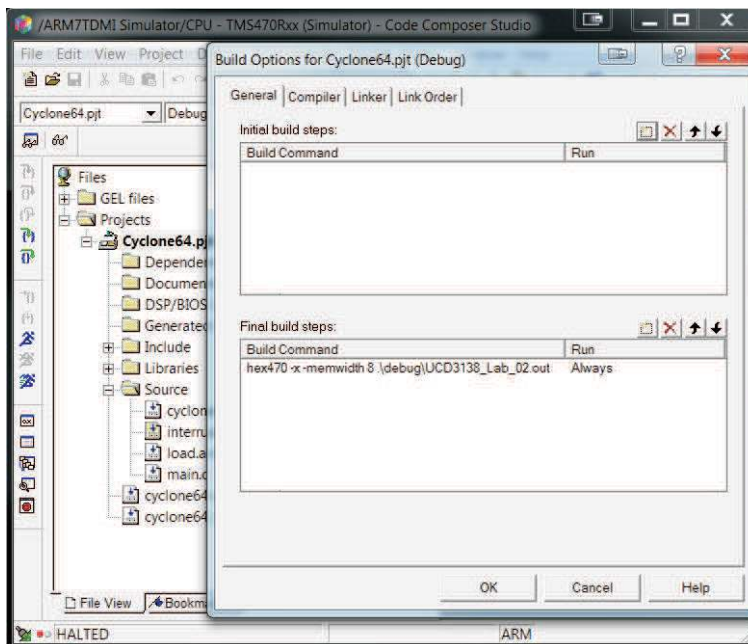 /ARM7TDMI Simulator/CPU - TMS470Rxx (Simulator) - Code Composer Studio
File Edit View Project D
Cyclone64.pjt Debug
Files
GEL files
Projects
Cyclone64.pj
Depender
Documen
DSP/BIOS
Generated
Include
Libraries
Source
cyclon
interru
load.a
main.c
cyclone64
cyclone64
File View Bookm
HALTED ARM
Build Options for Cyclone64.pjt (Debug)
General Compiler Linker Link Order
Initial build steps:
Build Command Run
Final build steps:
Build Command Run
hex470 -x -memwidth 8 .\debug\UCD3138_Lab_02.out Always
OK Cancel Help